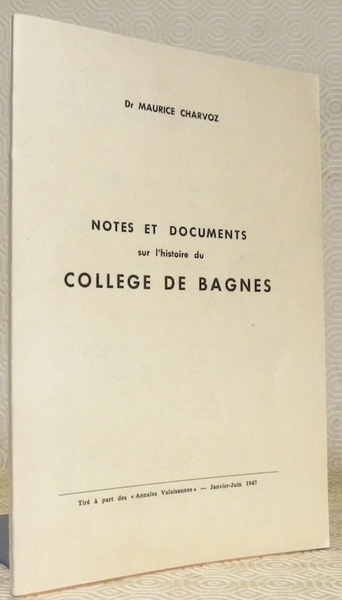 Dr MAURICE CHARVOZ
NOTES ET DOCUMENTS
sur l'histoire du
COLLEGE DE BAGNES
Tiré à part des « Annales Valaisannes » — Janvier-Juin 1947